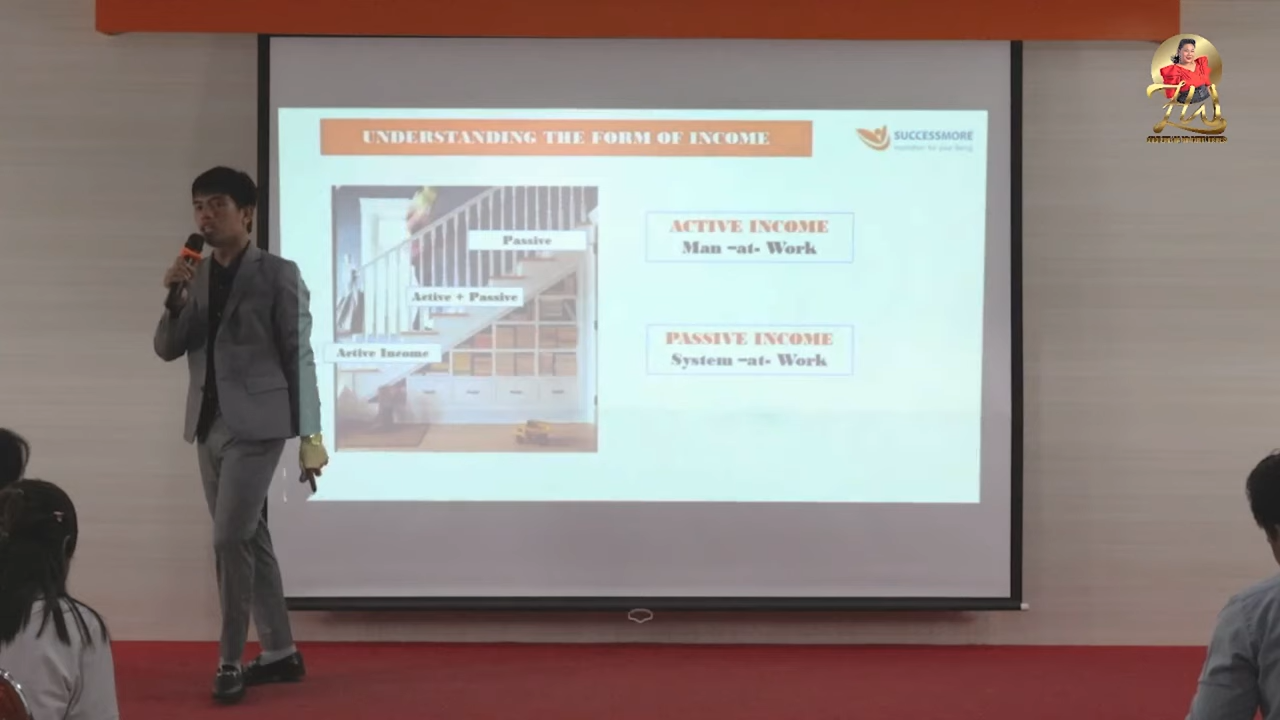 UNDERSTANDING THE FORM OF INCOME
SUCCESSMORE
Passive
Active + Passive
Active Income
ACTIVE INCOME
Man -at- Work
PASSIVE INCOME
System -at- Work